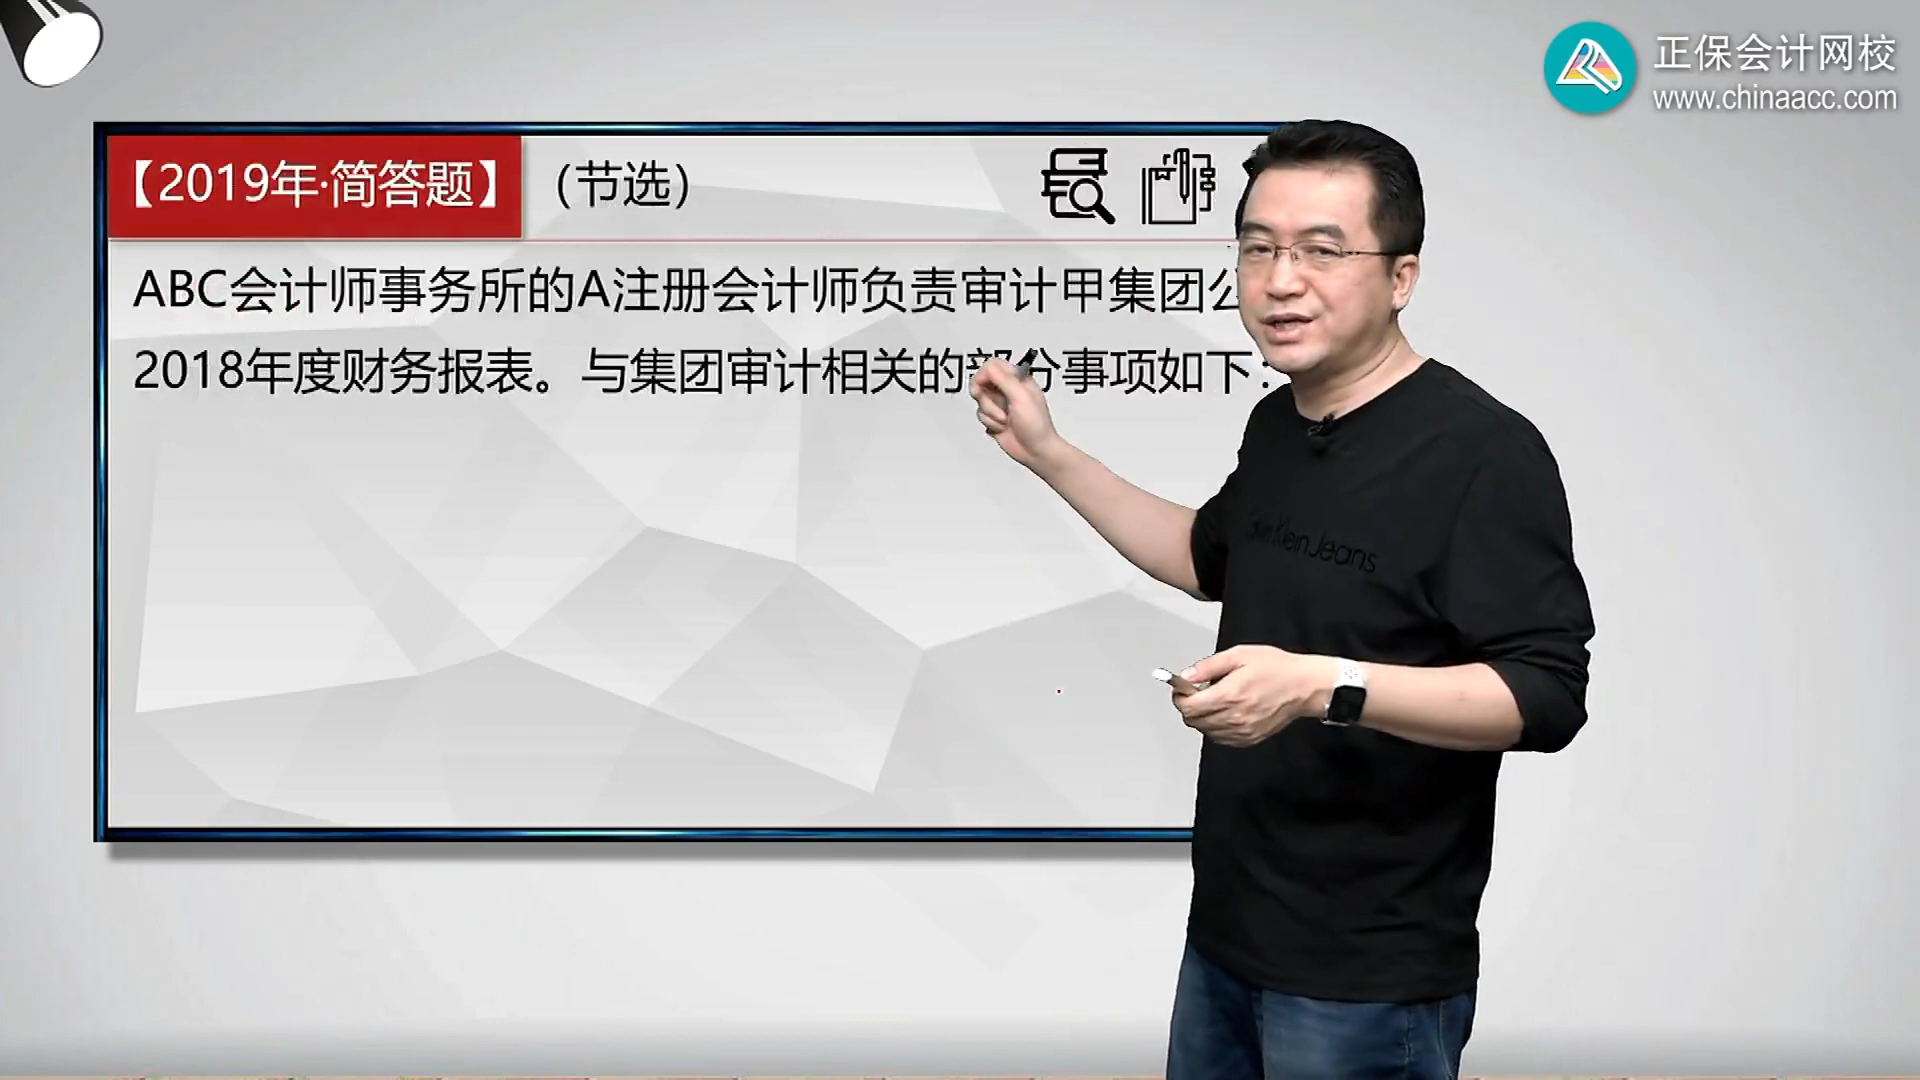 正保会计网校
www.chinaacc.com
【2019年·简答题】（节选）
ABC会计师事务所的A注册会计师负责审计甲集团公
2018年度财务报表。与集团审计相关的部分事项如下：
Klein Jeans